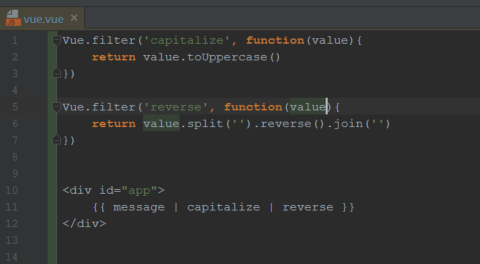 vue.vue
1 Vue.filter('capitalize', function(value){
2 return value.toUppercase()
3 })
4
5 Vue.filter('reverse', function(value){
6 return value.split('').reverse().join('')
7 })
8
9
10 <div id="app">
11 {{ message | capitalize | reverse }}
12 </div>
13
14